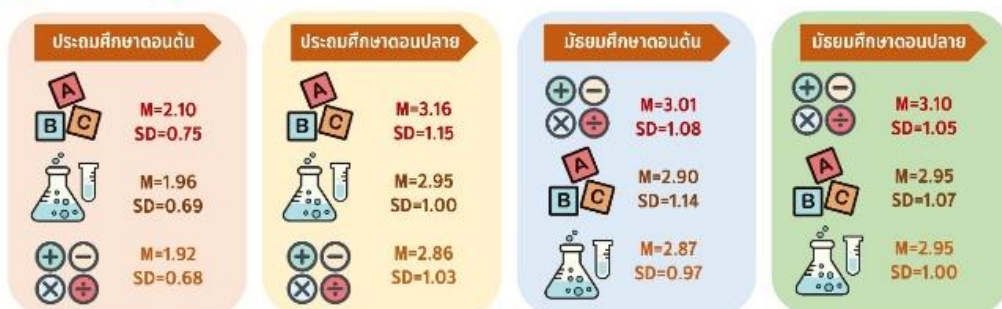 ประถมศึกษาตอนต้น
A
B C
M=2.10
SD=0.75
M=1.96
SD=0.69
M=1.92
SD=0.68
ประถมศึกษาตอนปลาย
A
B C
M=3.16
SD=1.15
M=2.95
SD=1.00
M=2.86
SD=1.03
มัธยมศึกษาตอนต้น
M=3.01
SD=1.08
A
B C
M=2.90
SD=1.14
M=2.87
SD=0.97
มัธยมศึกษาตอนปลาย
M=3.10
SD=1.05
A
B C
M=2.95
SD=1.07
M=2.95
SD=1.00